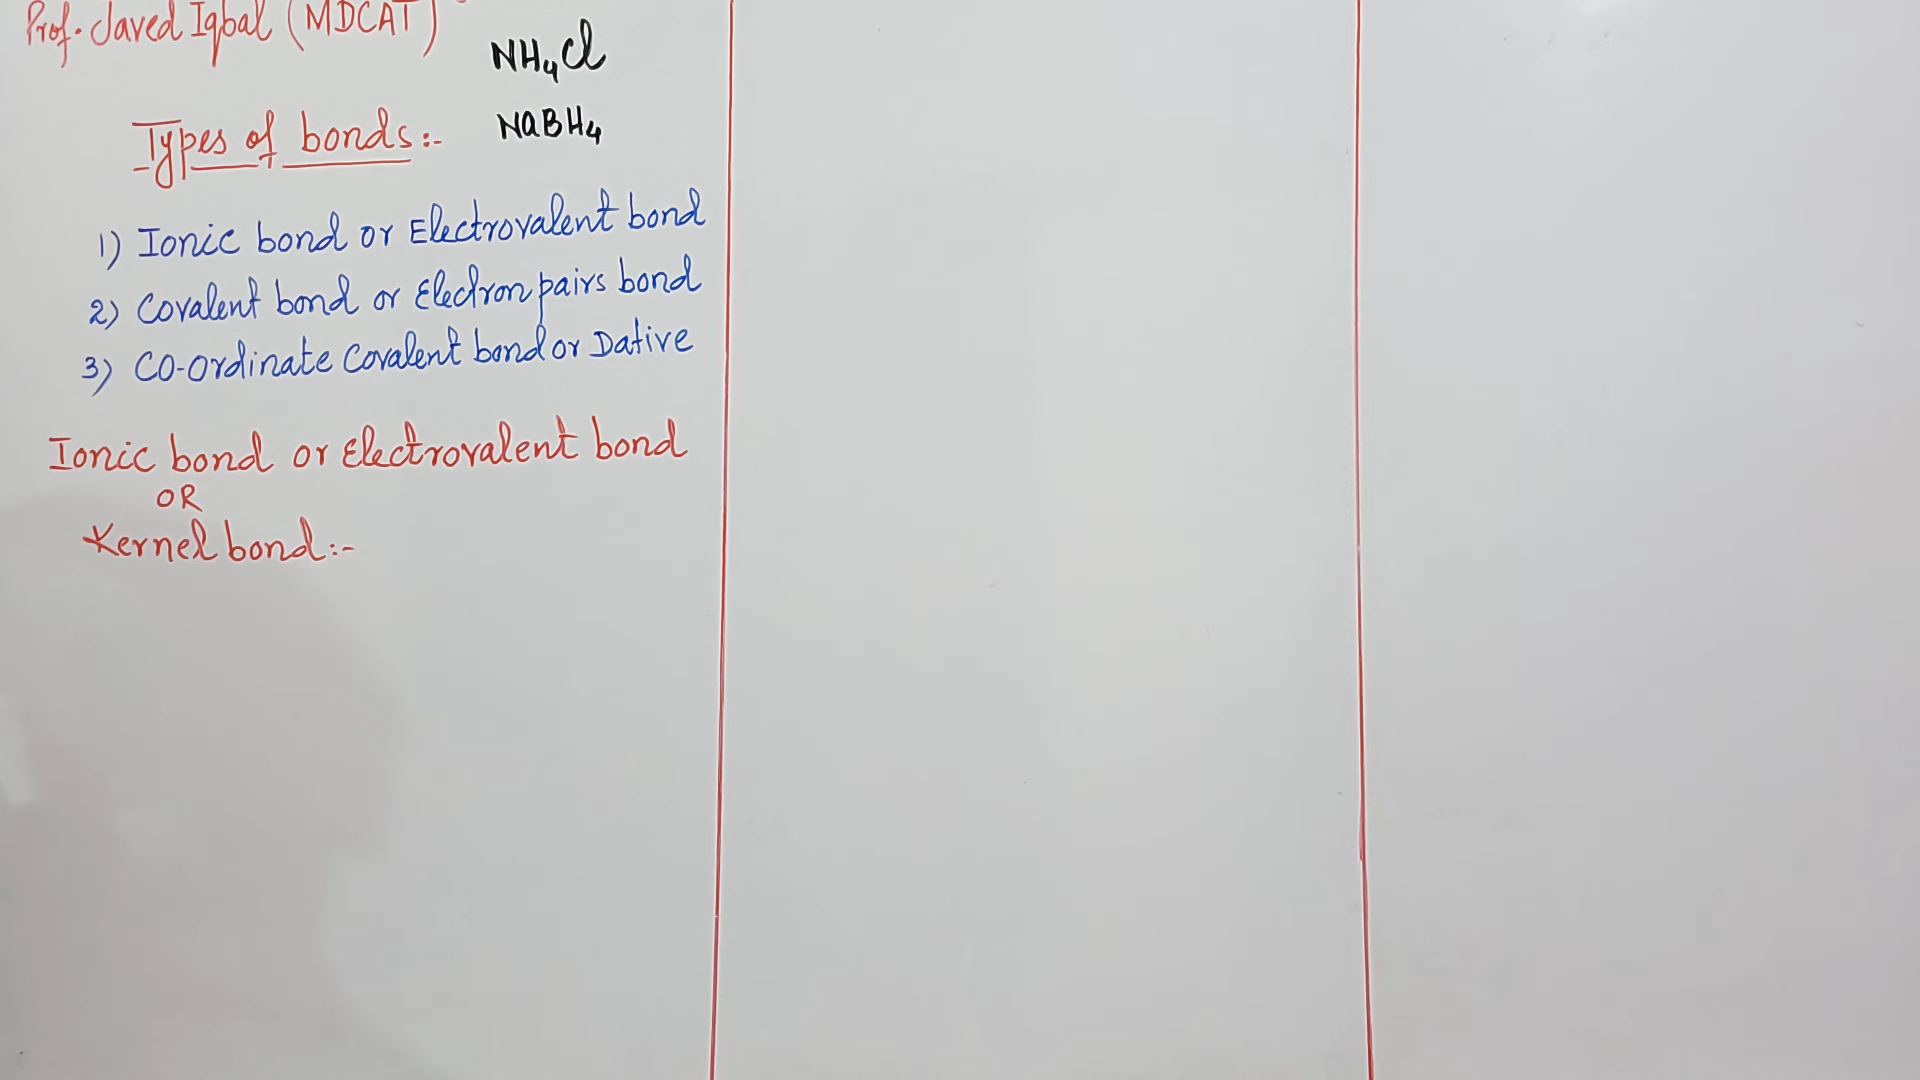 Prof. Javed Iqbal (MDCAT)
NH₄Cl
Types of bonds:-
NaBH₄
1) Ionic bond or Electrovalent bond
2) Covalent bond or Electron pairs bond
3) CO-Ordinate Covalent bond or Dative
Ionic bond or Electrovalent bond
OR
Kernel bond:-